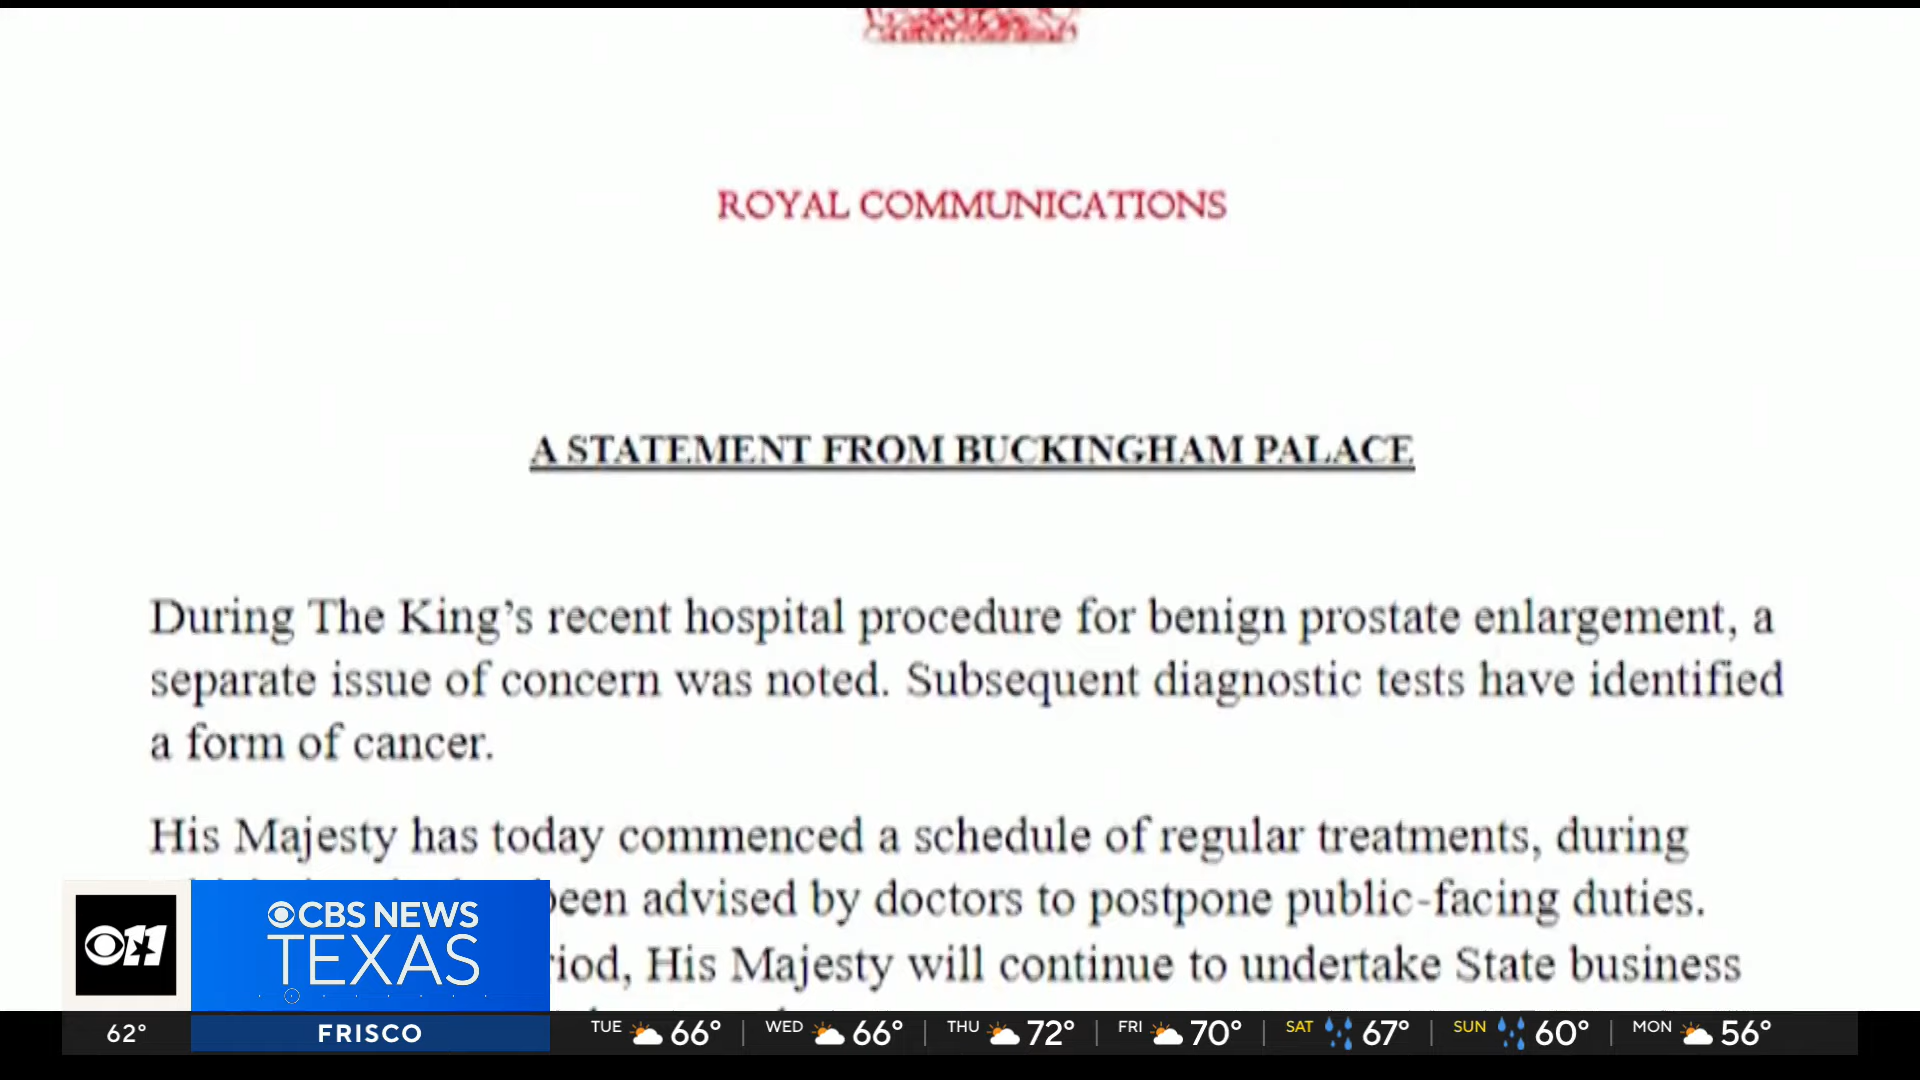 ROYAL COMMUNICATIONS
A STATEMENT FROM BUCKINGHAM PALACE
During The King’s recent hospital procedure for benign prostate enlargement, a
separate issue of concern was noted. Subsequent diagnostic tests have identified
a form of cancer.
His Majesty has today commenced a schedule of regular treatments, during
been advised by doctors to postpone public-facing duties.
His Majesty will continue to undertake State business
11
CBS NEWS
TEXAS
62° FRISCO TUE 66° WED 66° THU 72° FRI 70° SAT 67° SUN 60° MON 56°